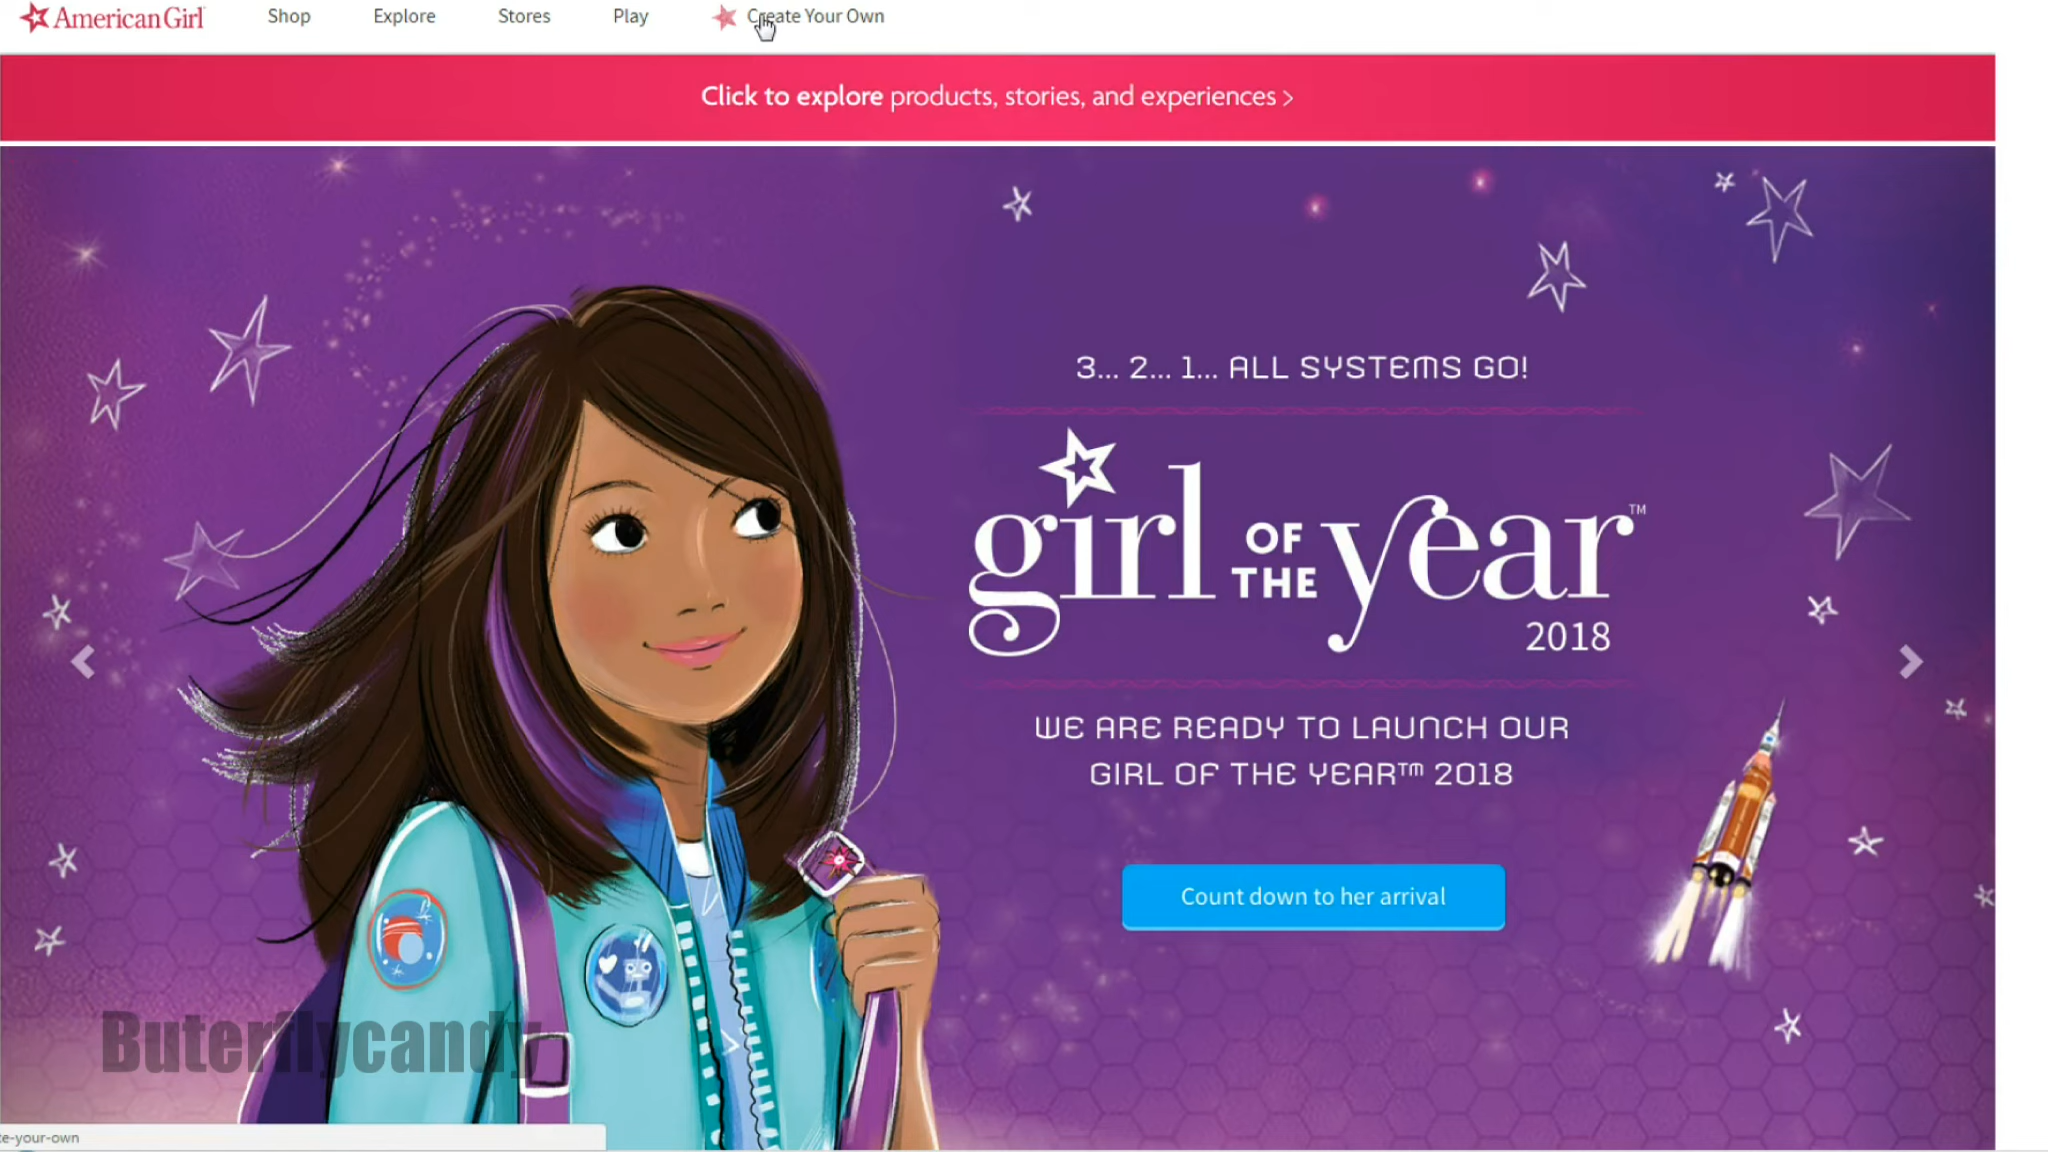 American Girl
Shop
Explore
Stores
Play
Create Your Own
Click to explore products, stories, and experiences >
3... 2... 1... ALL SYSTEMS GO!
girl OF THE year™
2018
WE ARE READY TO LAUNCH OUR
GIRL OF THE YEAR™ 2018
Count down to her arrival
Buterflycandy
te-your-own